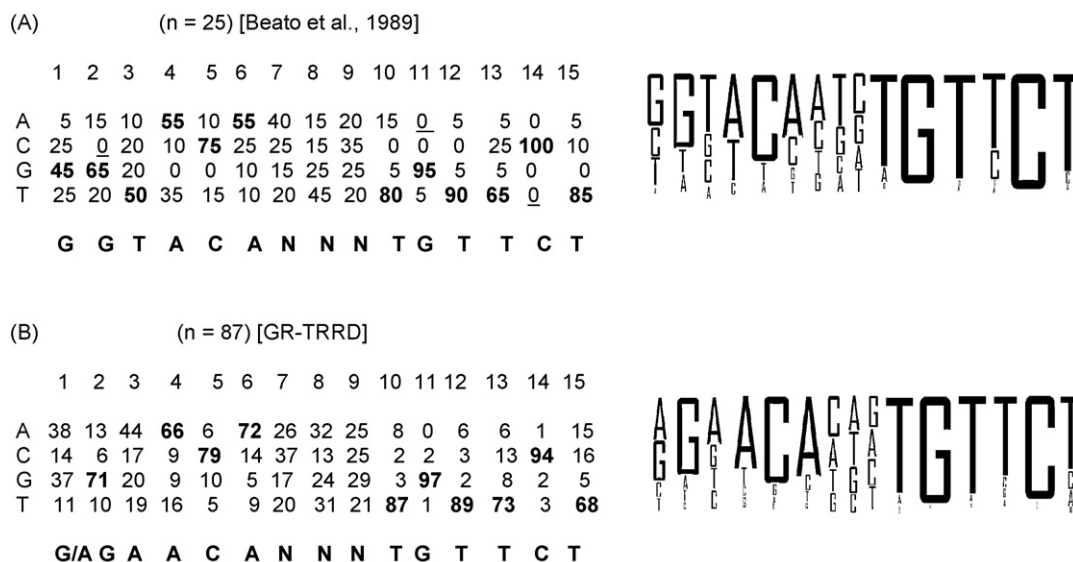 (A) (n = 25) [Beato et al., 1989]
1 2 3 4 5 6 7 8 9 10 11 12 13 14 15
A 5 15 10 55 10 55 40 15 20 15 0 5 5 0 5
C 25 0 20 10 75 25 25 15 35 0 0 0 25 100 10
G 45 65 20 0 0 10 15 25 25 5 95 5 5 0 0
T 25 20 50 35 15 10 20 45 20 80 5 90 65 0 85
G G T A C A N N N T G T T C T
GGTACAATCTGTTCT
(B) (n = 87) [GR-TRRD]
1 2 3 4 5 6 7 8 9 10 11 12 13 14 15
A 38 13 44 66 6 72 26 32 25 8 0 6 6 1 15
C 14 6 17 9 79 14 37 13 25 2 2 3 13 94 16
G 37 71 20 9 10 5 17 24 29 3 97 2 8 2 5
T 11 10 19 16 5 9 20 31 21 87 1 89 73 3 68
G/A G A A C A N N N T G T T C T
AGAACACAGTGTTCT